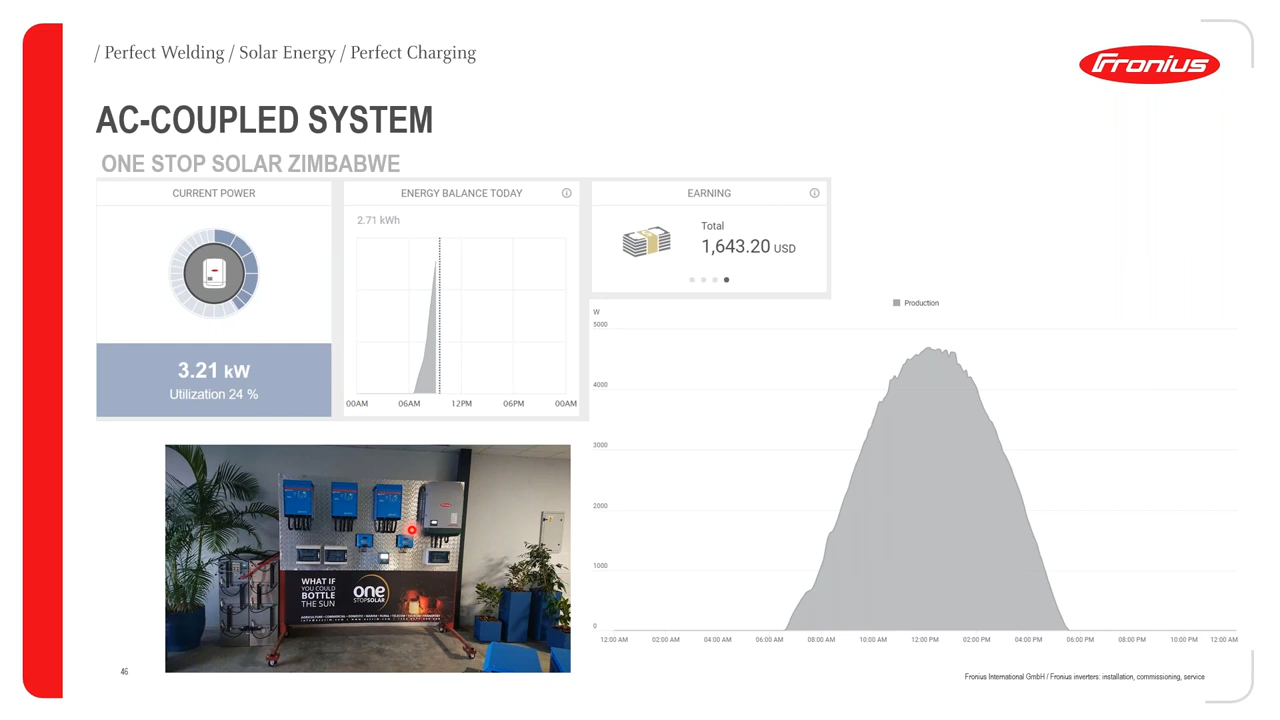 / Perfect Welding / Solar Energy / Perfect Charging
Fronius
AC-COUPLED SYSTEM
ONE STOP SOLAR ZIMBABWE
CURRENT POWER
3.21 kW
Utilization 24 %
ENERGY BALANCE TODAY
2.71 kWh
00AM 06AM 12PM 06PM 00AM
EARNING
Total
1,643.20 USD
Production
W
5000
4000
3000
2000
1000
0
12:00 AM 02:00 AM 04:00 AM 06:00 AM 08:00 AM 10:00 AM 12:00 PM 02:00 PM 04:00 PM 06:00 PM 08:00 PM 10:00 PM 12:00 AM
WHAT IF
YOU COULD
BOTTLE
THE SUN
one
STOPSOLAR
46
Fronius International GmbH / Fronius inverters: installation, commissioning, service